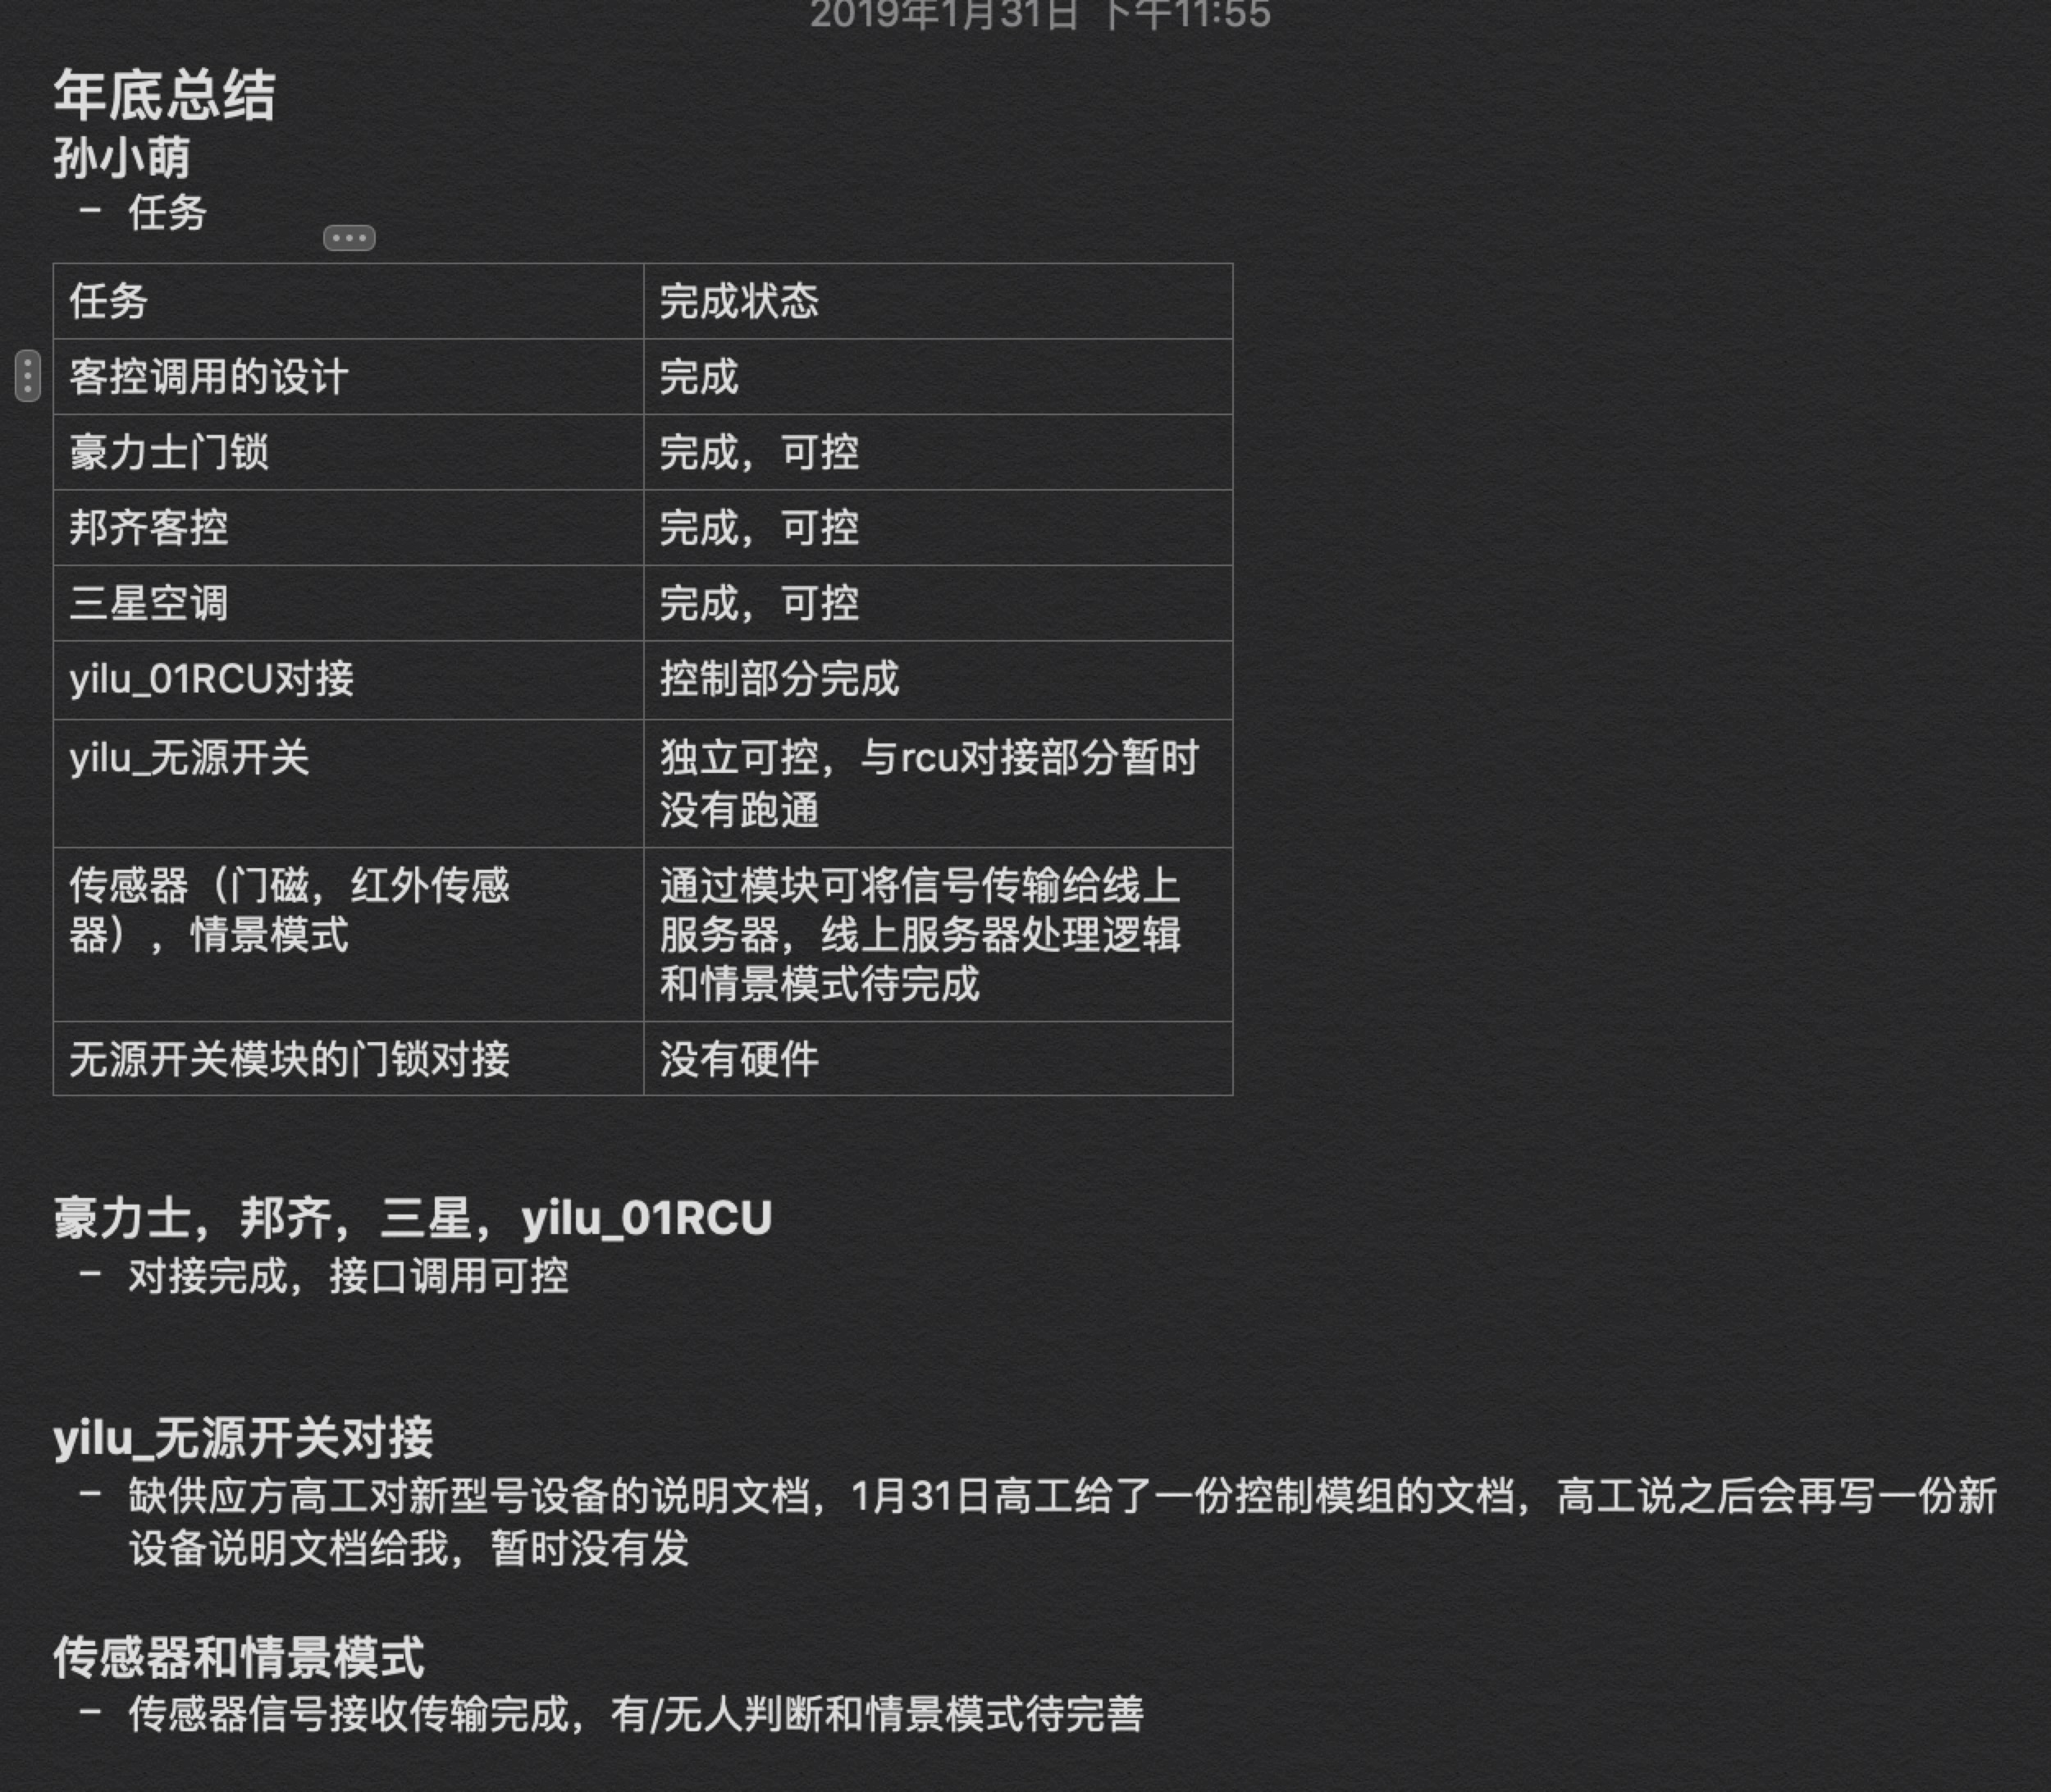 2019年1月31日 下午11:55
年底总结
孙小萌
– 任务
任务 完成状态
客控调用的设计 完成
豪力士门锁 完成，可控
邦齐客控 完成，可控
三星空调 完成，可控
yilu_01RCU对接 控制部分完成
yilu_无源开关 独立可控，与rcu对接部分暂时
没有跑通
传感器（门磁，红外传感 通过模块可将信号传输给线上
器），情景模式 服务器，线上服务器处理逻辑
和情景模式待完成
无源开关模块的门锁对接 没有硬件
豪力士，邦齐，三星，yilu_01RCU
– 对接完成，接口调用可控
yilu_无源开关对接
– 缺供应方高工对新型号设备的说明文档，1月31日高工给了一份控制模组的文档，高工说之后会再写一份新
设备说明文档给我，暂时没有发
传感器和情景模式
– 传感器信号接收传输完成，有/无人判断和情景模式待完善